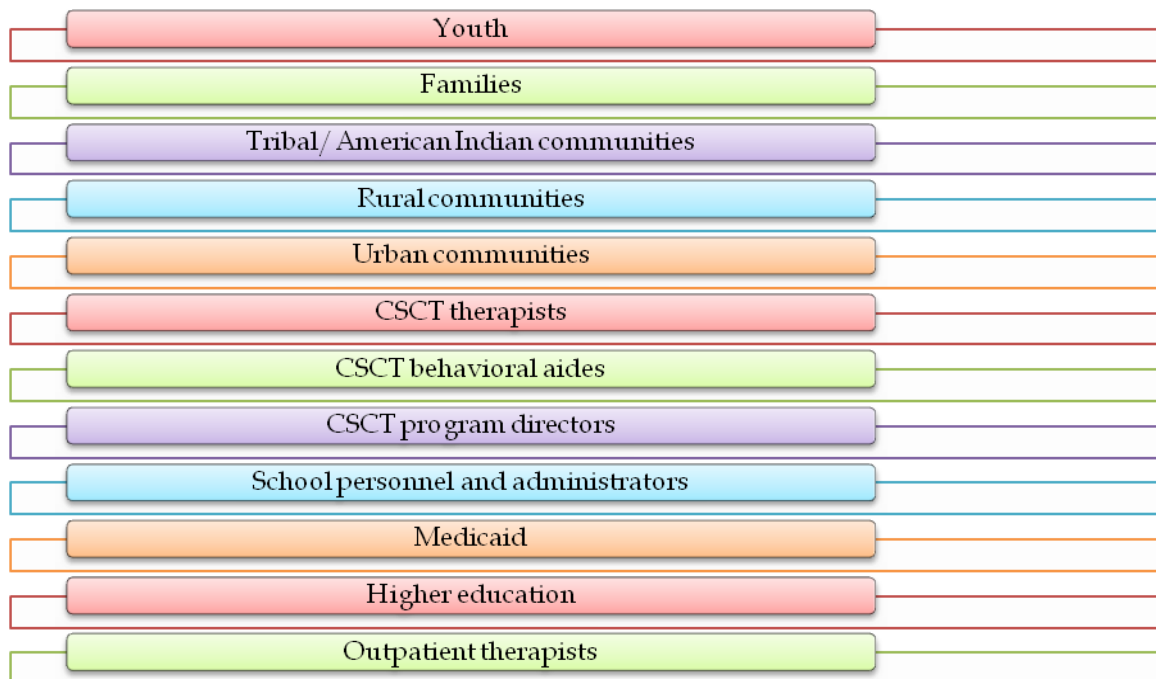 Youth
Families
Tribal/ American Indian communities
Rural communities
Urban communities
CSCT therapists
CSCT behavioral aides
CSCT program directors
School personnel and administrators
Medicaid
Higher education
Outpatient therapists